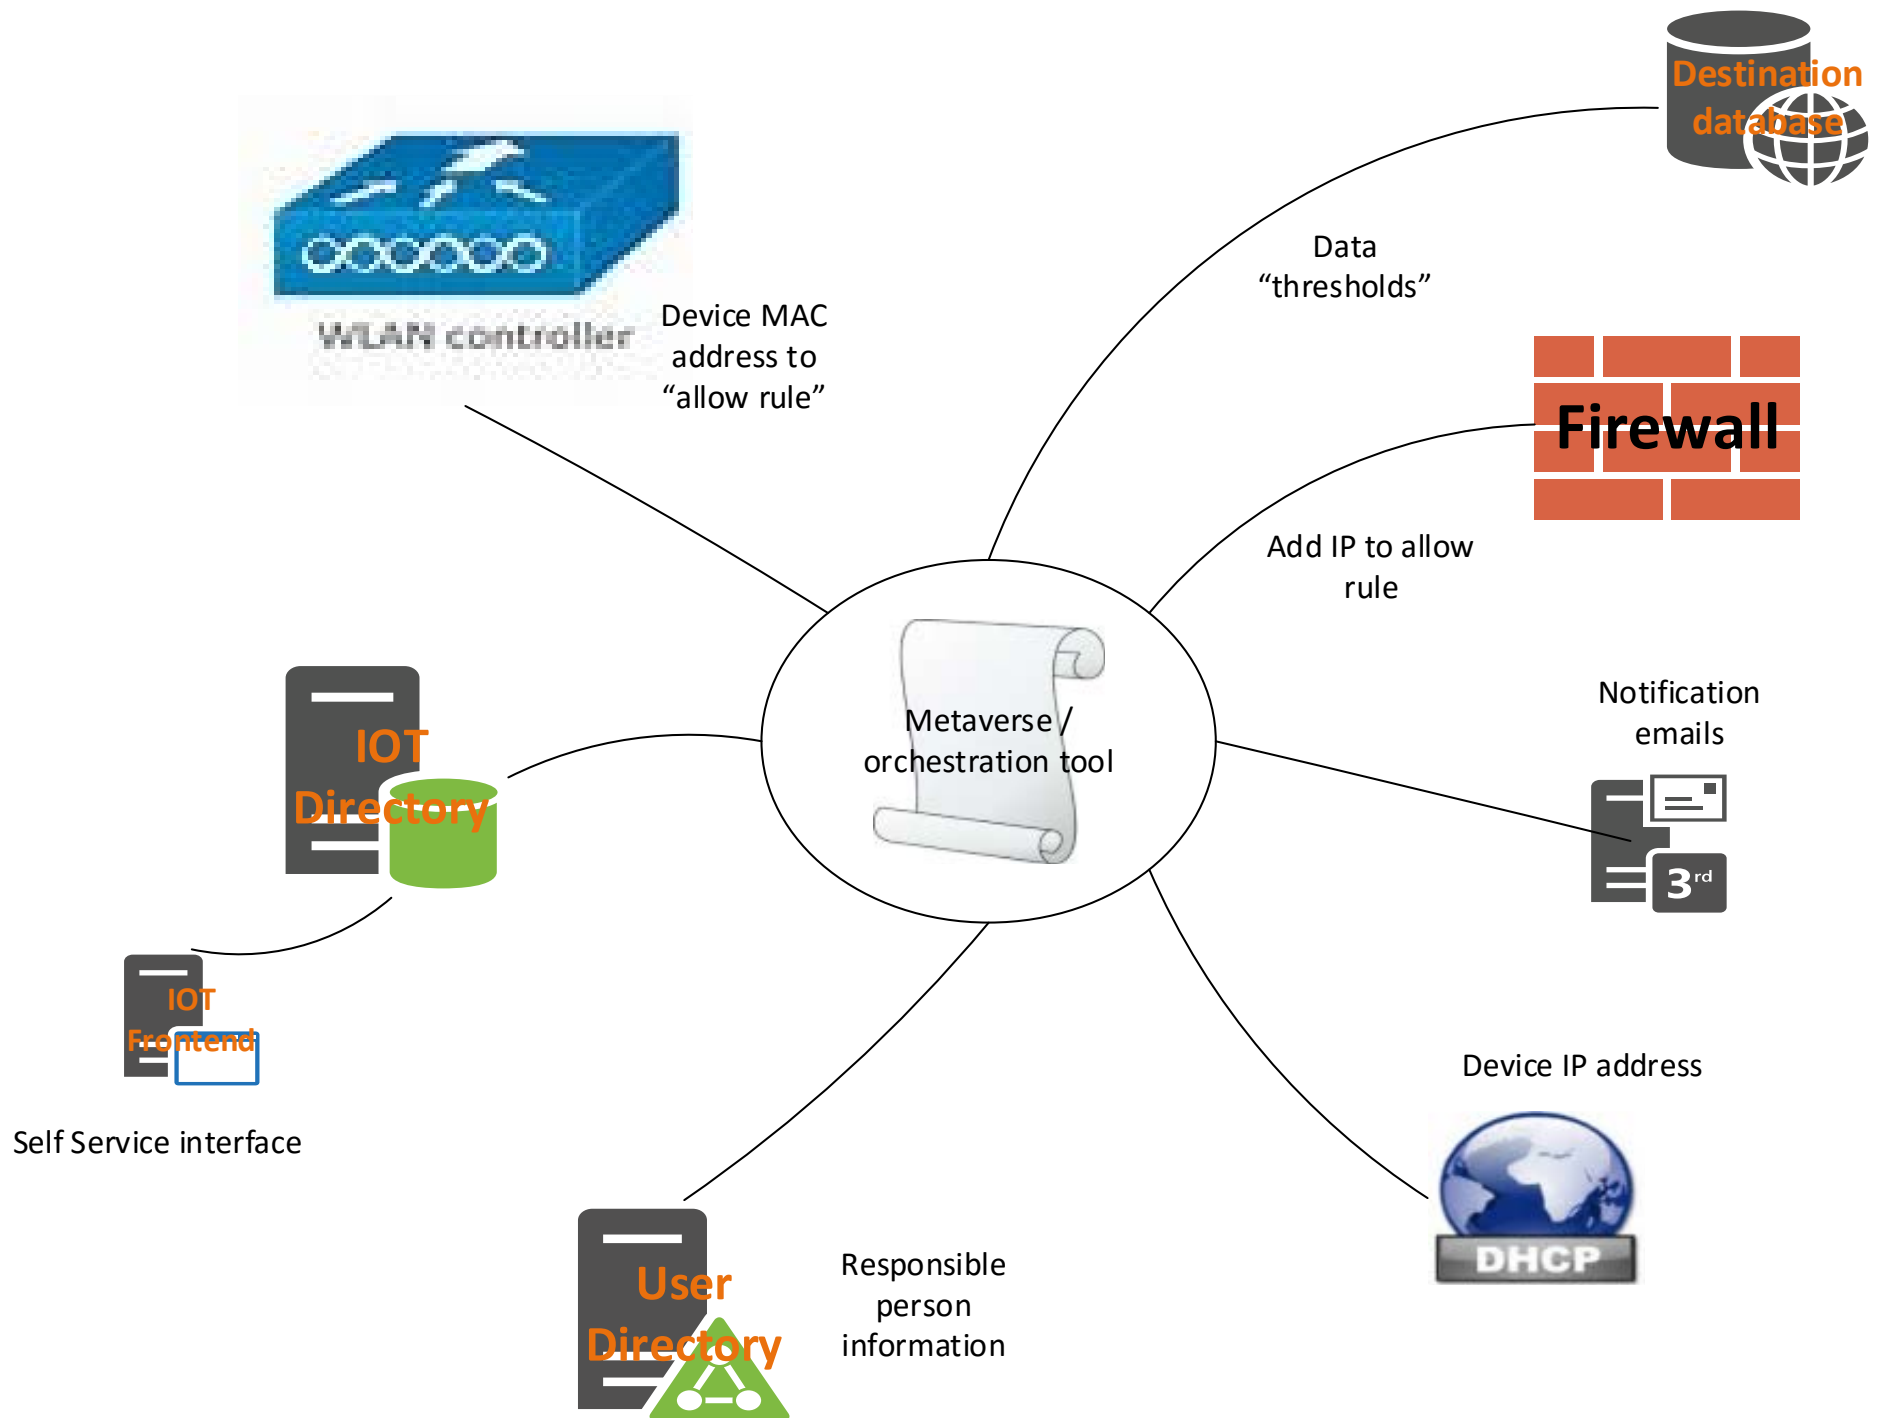 Destination
database
Data
“thresholds”
WLAN controller
Device MAC
address to
“allow rule”
Firewall
Add IP to allow
rule
Metaverse /
orchestration tool
Notification
emails
3rd
IOT
Directory
IOT
Frontend
Self Service interface
Device IP address
DHCP
User
Directory
Responsible
person
information